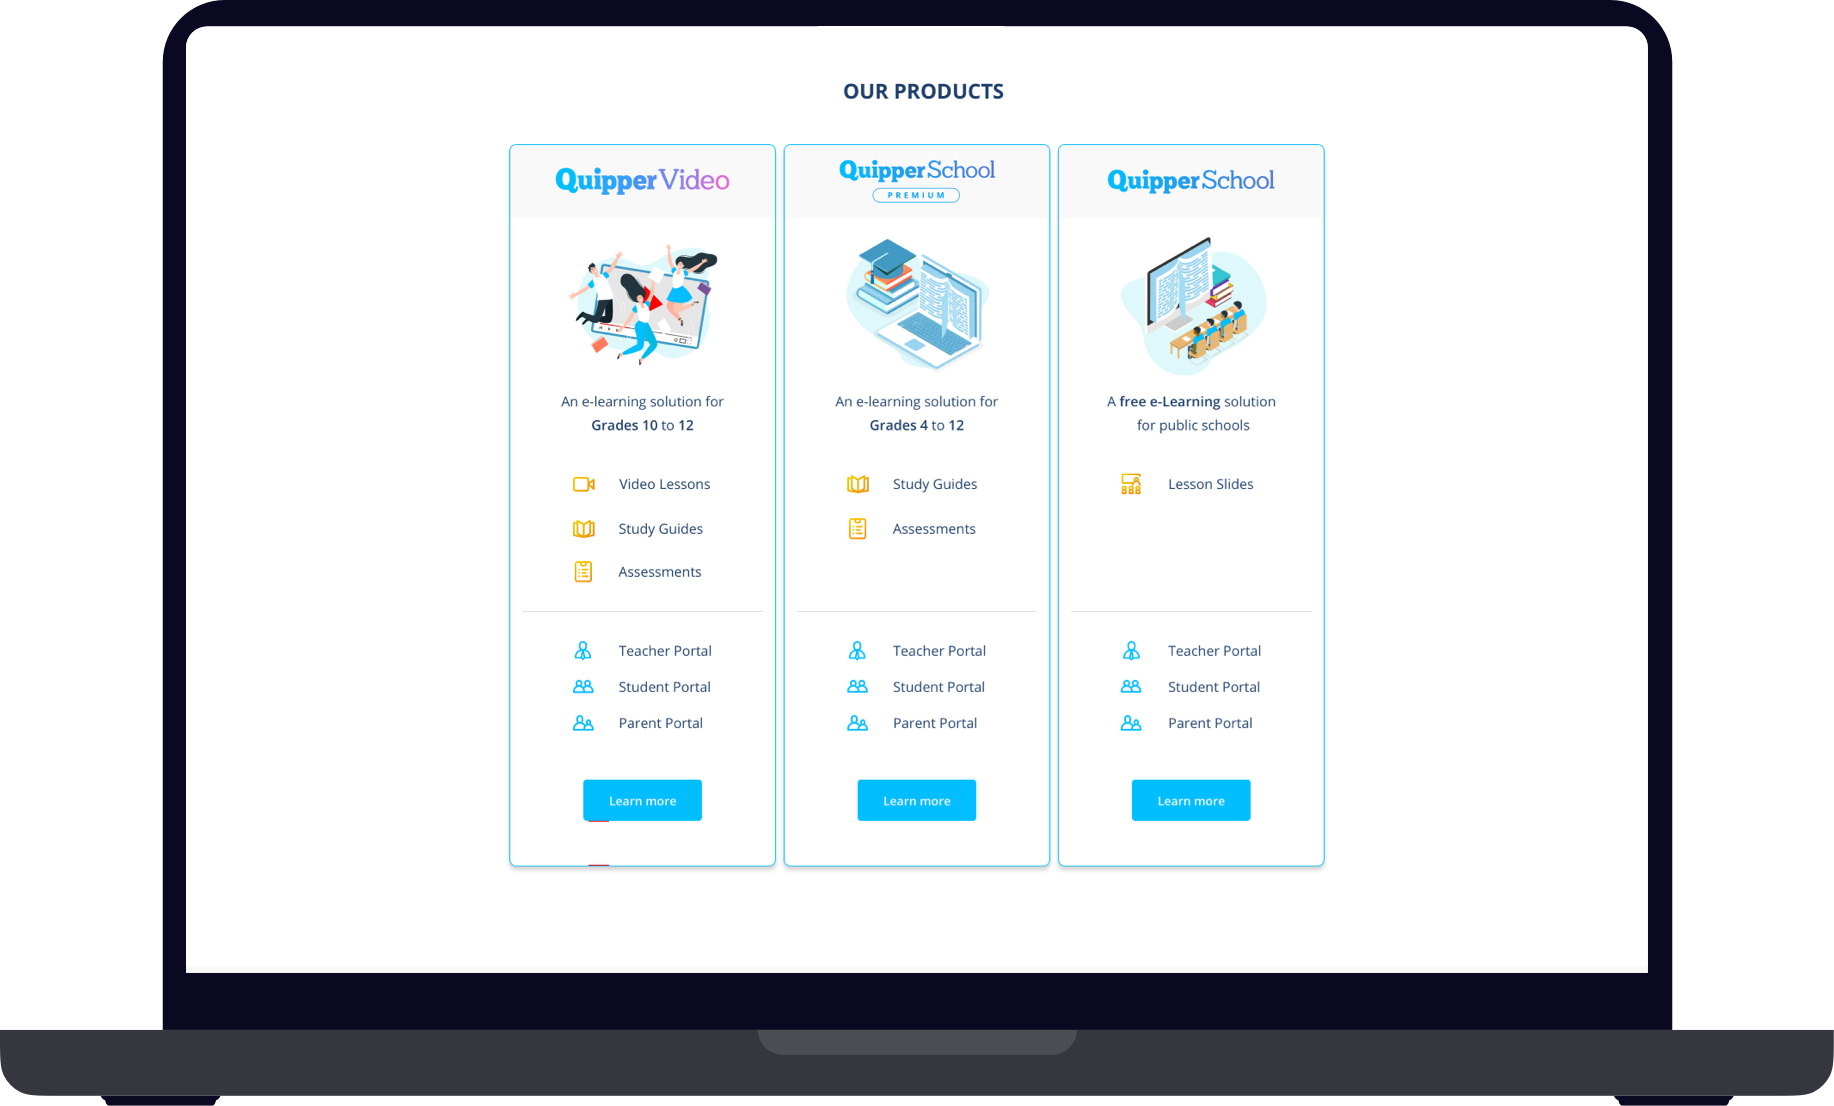 OUR PRODUCTS
QuipperVideo
An e-learning solution for
Grades 10 to 12
Video Lessons
Study Guides
Assessments
Teacher Portal
Student Portal
Parent Portal
Learn more
QuipperSchool
PREMIUM
An e-learning solution for
Grades 4 to 12
Study Guides
Assessments
Teacher Portal
Student Portal
Parent Portal
Learn more
QuipperSchool
A free e-Learning solution
for public schools
Lesson Slides
Teacher Portal
Student Portal
Parent Portal
Learn more